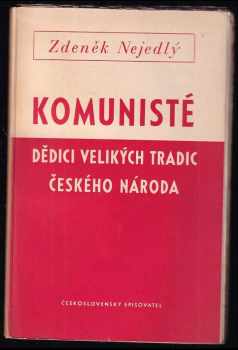 Zdeněk Nejedlý
KOMUNISTÉ
DĚDICI VELIKÝCH TRADIC
ČESKÉHO NÁRODA
ČESKOSLOVENSKÝ SPISOVATEL